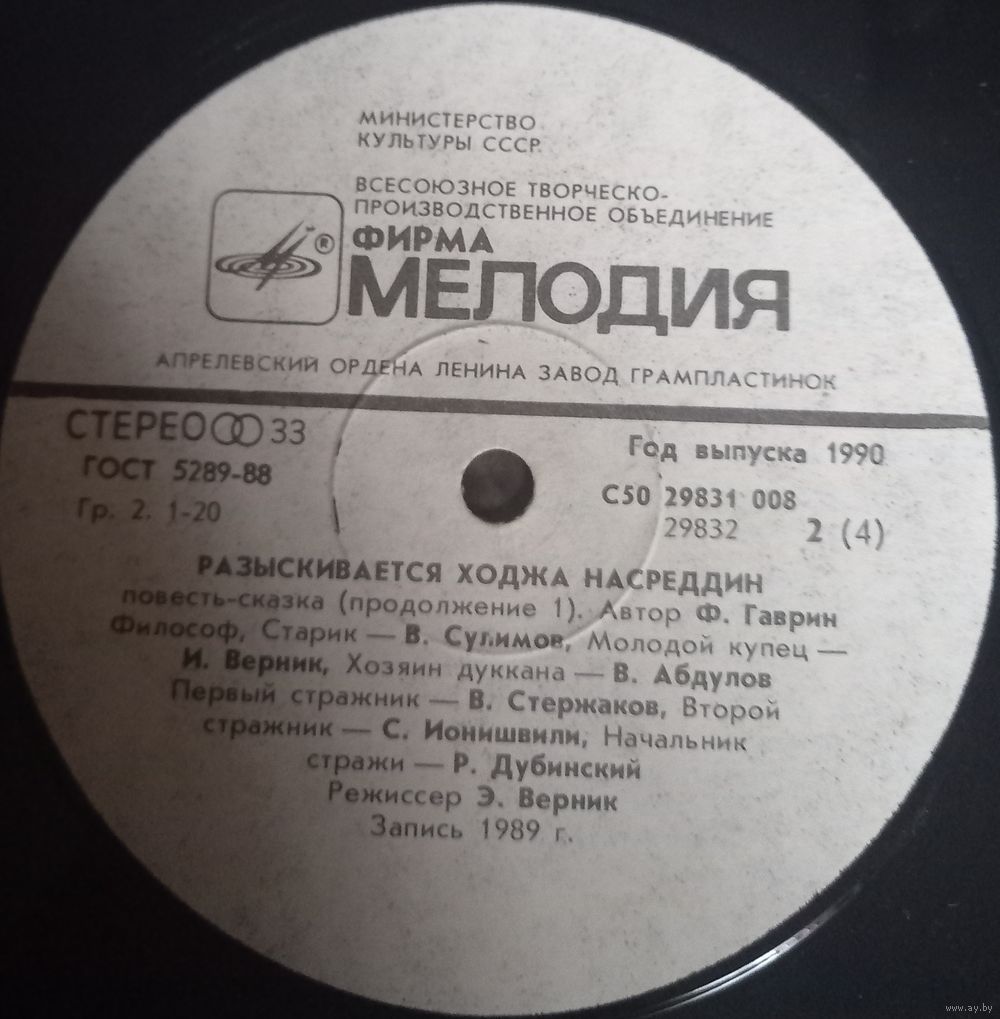 МИНИСТЕРСТВО
КУЛЬТУРЫ СССР
ВСЕСОЮЗНОЕ ТВОРЧЕСКО-
ПРОИЗВОДСТВЕННОЕ ОБЪЕДИНЕНИЕ
ФИРМА
®
МЕЛОДИЯ
АПРЕЛЕВСКИЙ ОРДЕНА ЛЕНИНА ЗАВОД ГРАМПЛАСТИНОК
СТЕРЕО 33
ГОСТ 5289-88
Гр. 2. 1-20
Год выпуска 1990
С50 29831 008
29832 2 (4)
РАЗЫСКИВАЕТСЯ ХОДЖА НАСРЕДДИН
повесть-сказка (продолжение 1). Автор Ф. Гаврин
Философ, Старик — В. Сулимов, Молодой купец —
И. Верник, Хозяин дуккана — В. Абдулов
Первый стражник — В. Стержаков, Второй
стражник — С. Ионишвили, Начальник
стражи — Р. Дубинский
Режиссер Э. Верник
Запись 1989 г.
www.ay.by